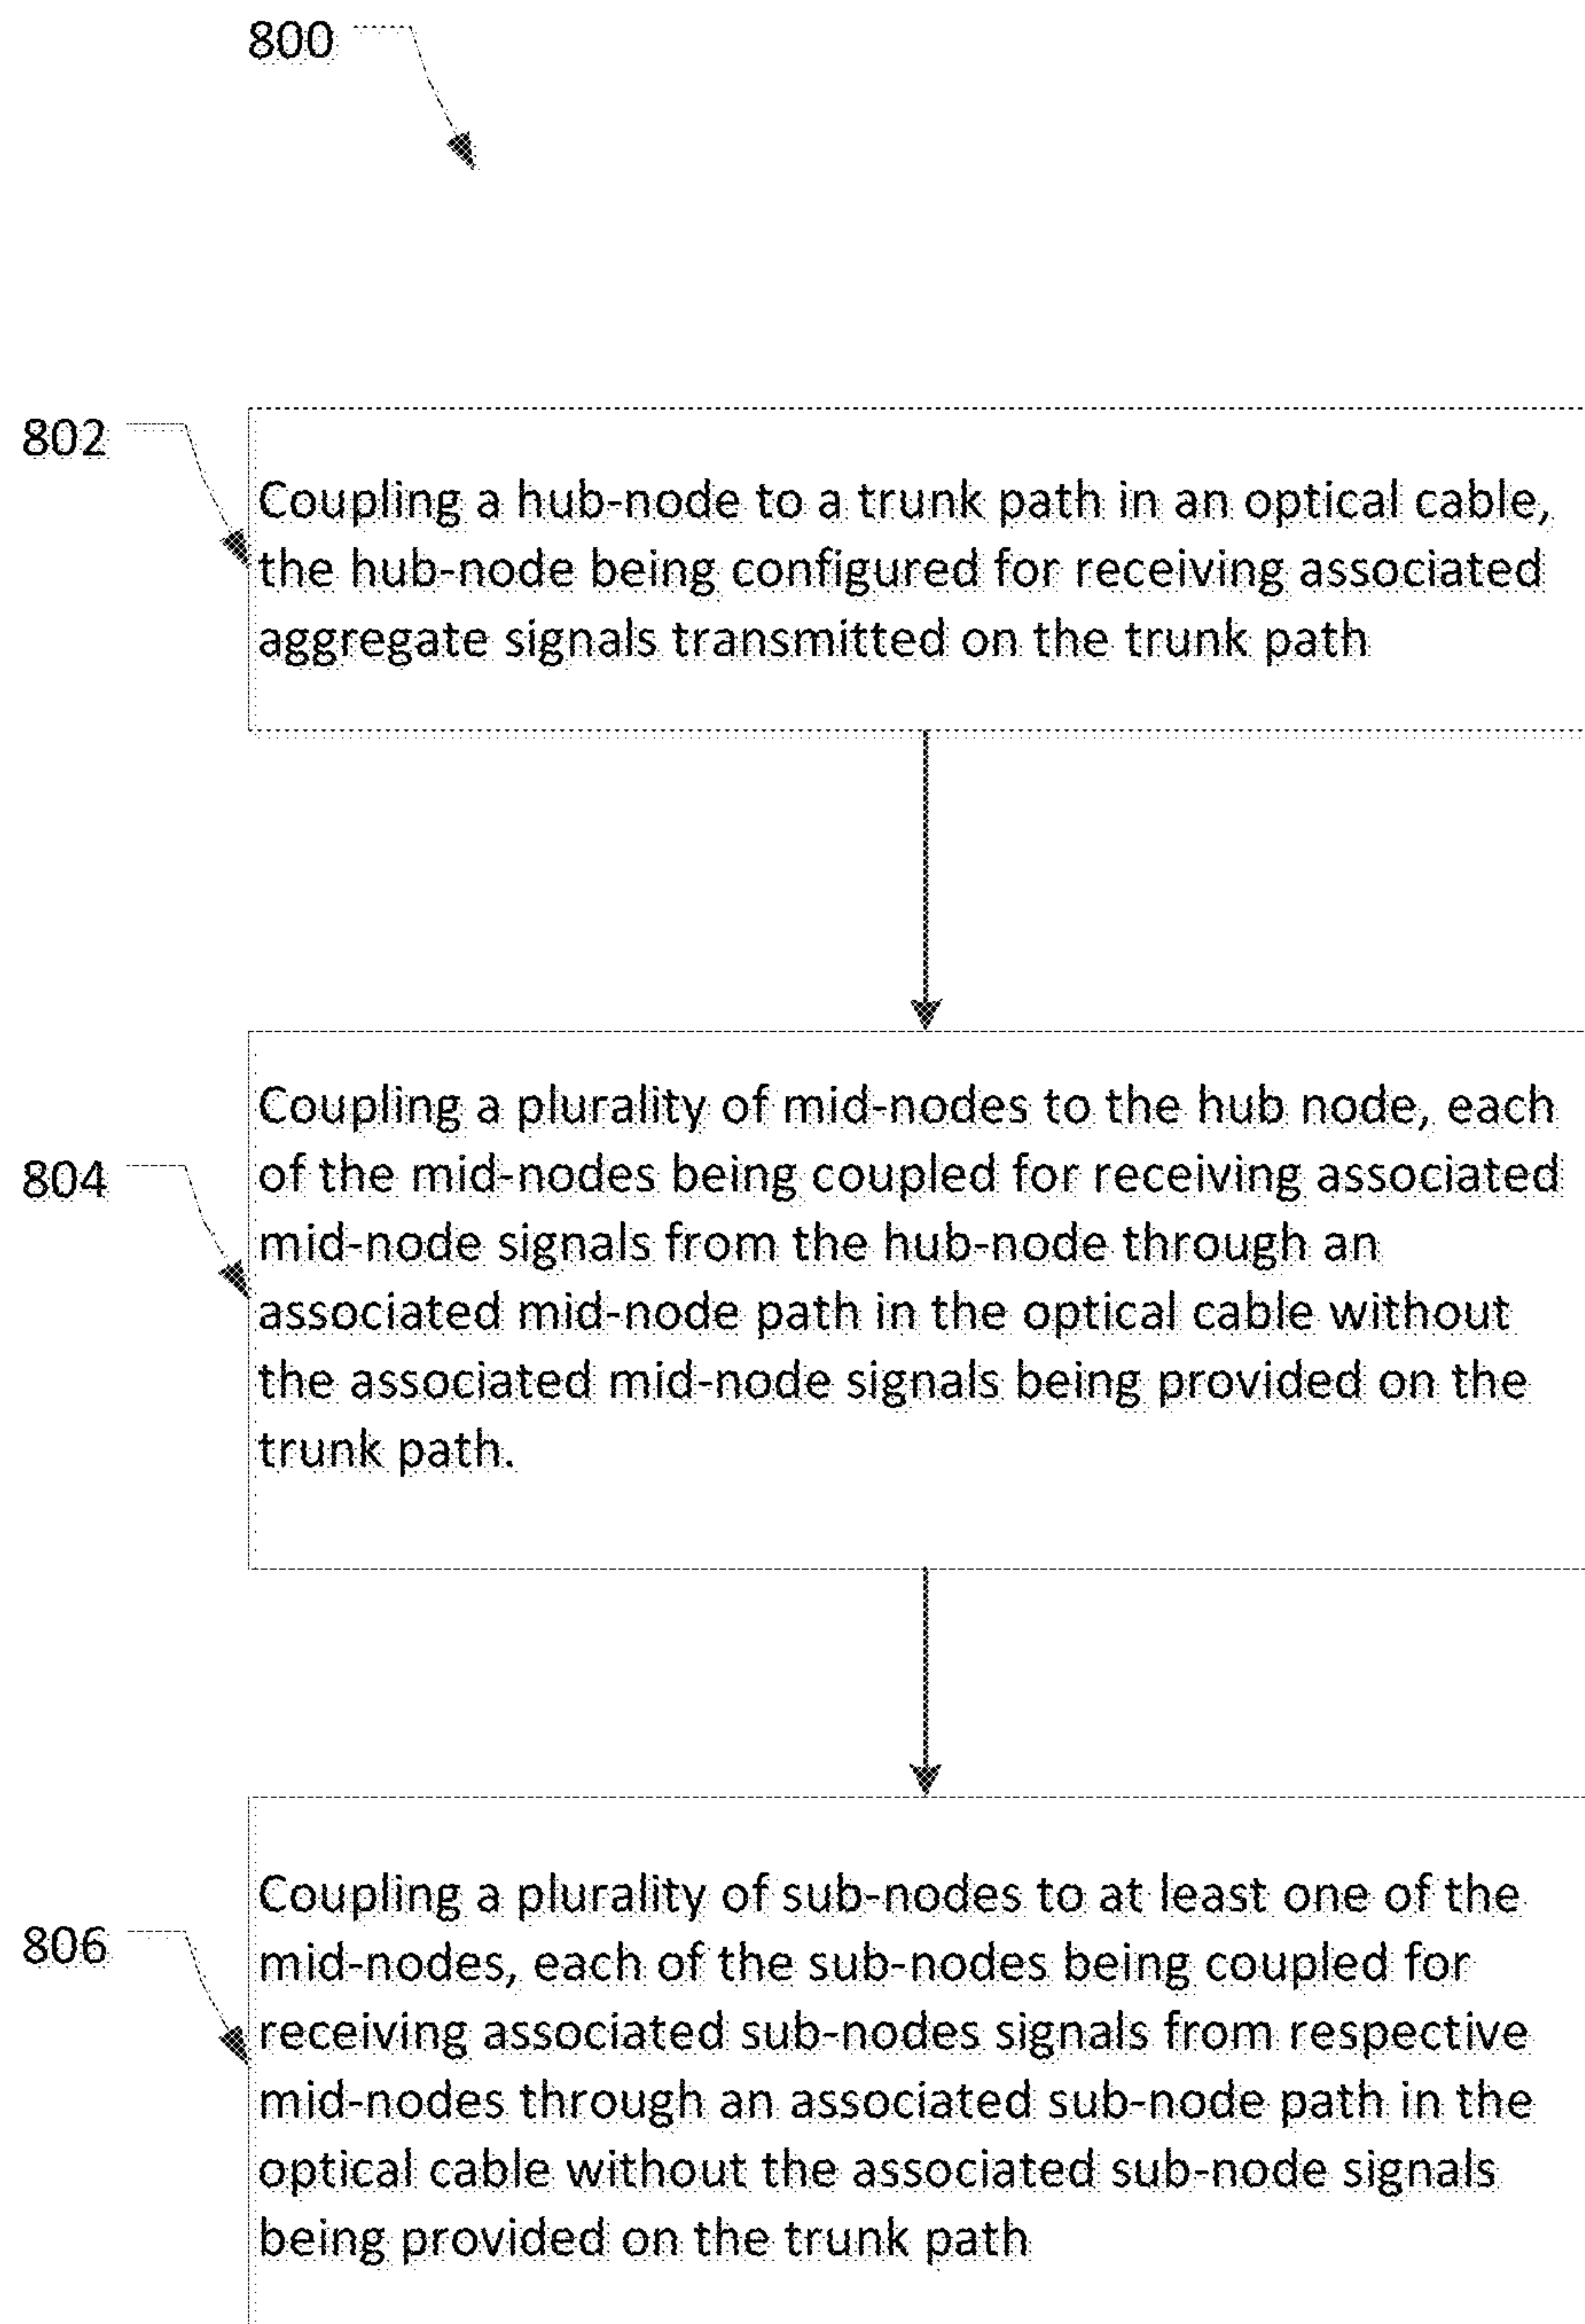 800
802
Coupling a hub-node to a trunk path in an optical cable,
the hub-node being configured for receiving associated
aggregate signals transmitted on the trunk path
804
Coupling a plurality of mid-nodes to the hub node, each
of the mid-nodes being coupled for receiving associated
mid-node signals from the hub-node through an
associated mid-node path in the optical cable without
the associated mid-node signals being provided on the
trunk path.
806
Coupling a plurality of sub-nodes to at least one of the
mid-nodes, each of the sub-nodes being coupled for
receiving associated sub-nodes signals from respective
mid-nodes through an associated sub-node path in the
optical cable without the associated sub-node signals
being provided on the trunk path